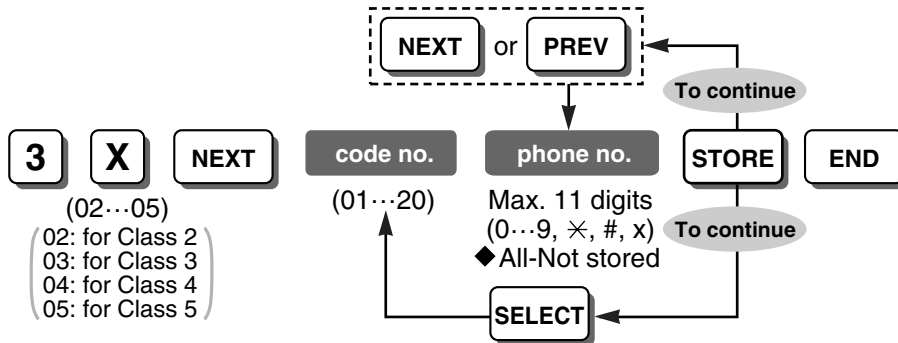 NEXT or PREV
To continue
3 X NEXT code no. phone no. STORE END
(02···05) (01···20) Max. 11 digits
(0···9, ✳, #, x)
To continue
02: for Class 2
03: for Class 3
04: for Class 4
05: for Class 5
◆ All-Not stored
SELECT